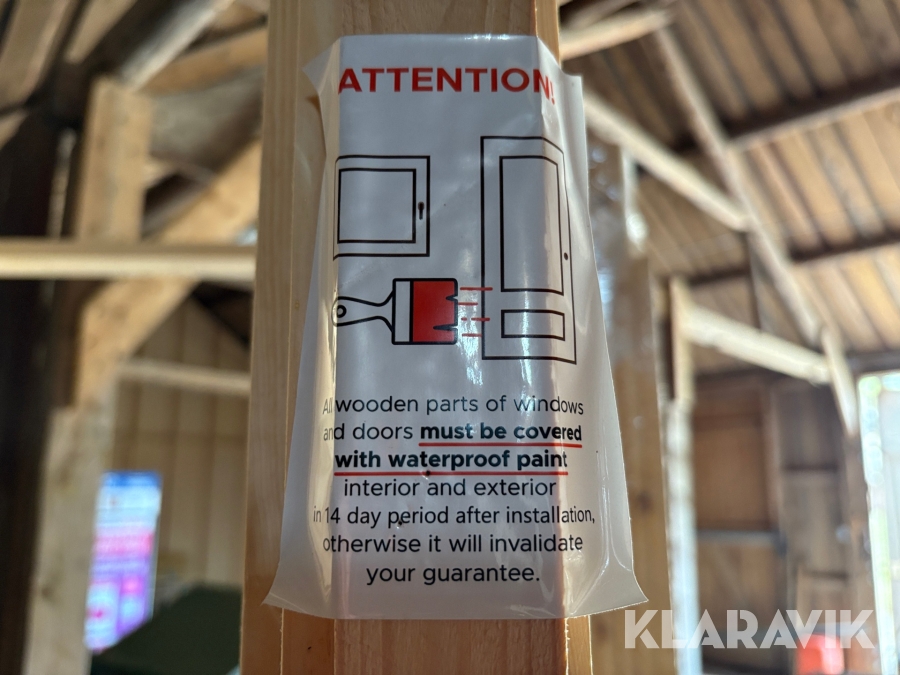 ATTENTION!
All wooden parts of windows
and doors must be covered
with waterproof paint
interior and exterior
in 14 day period after installation,
otherwise it will invalidate
your guarantee.
KLARAVIK